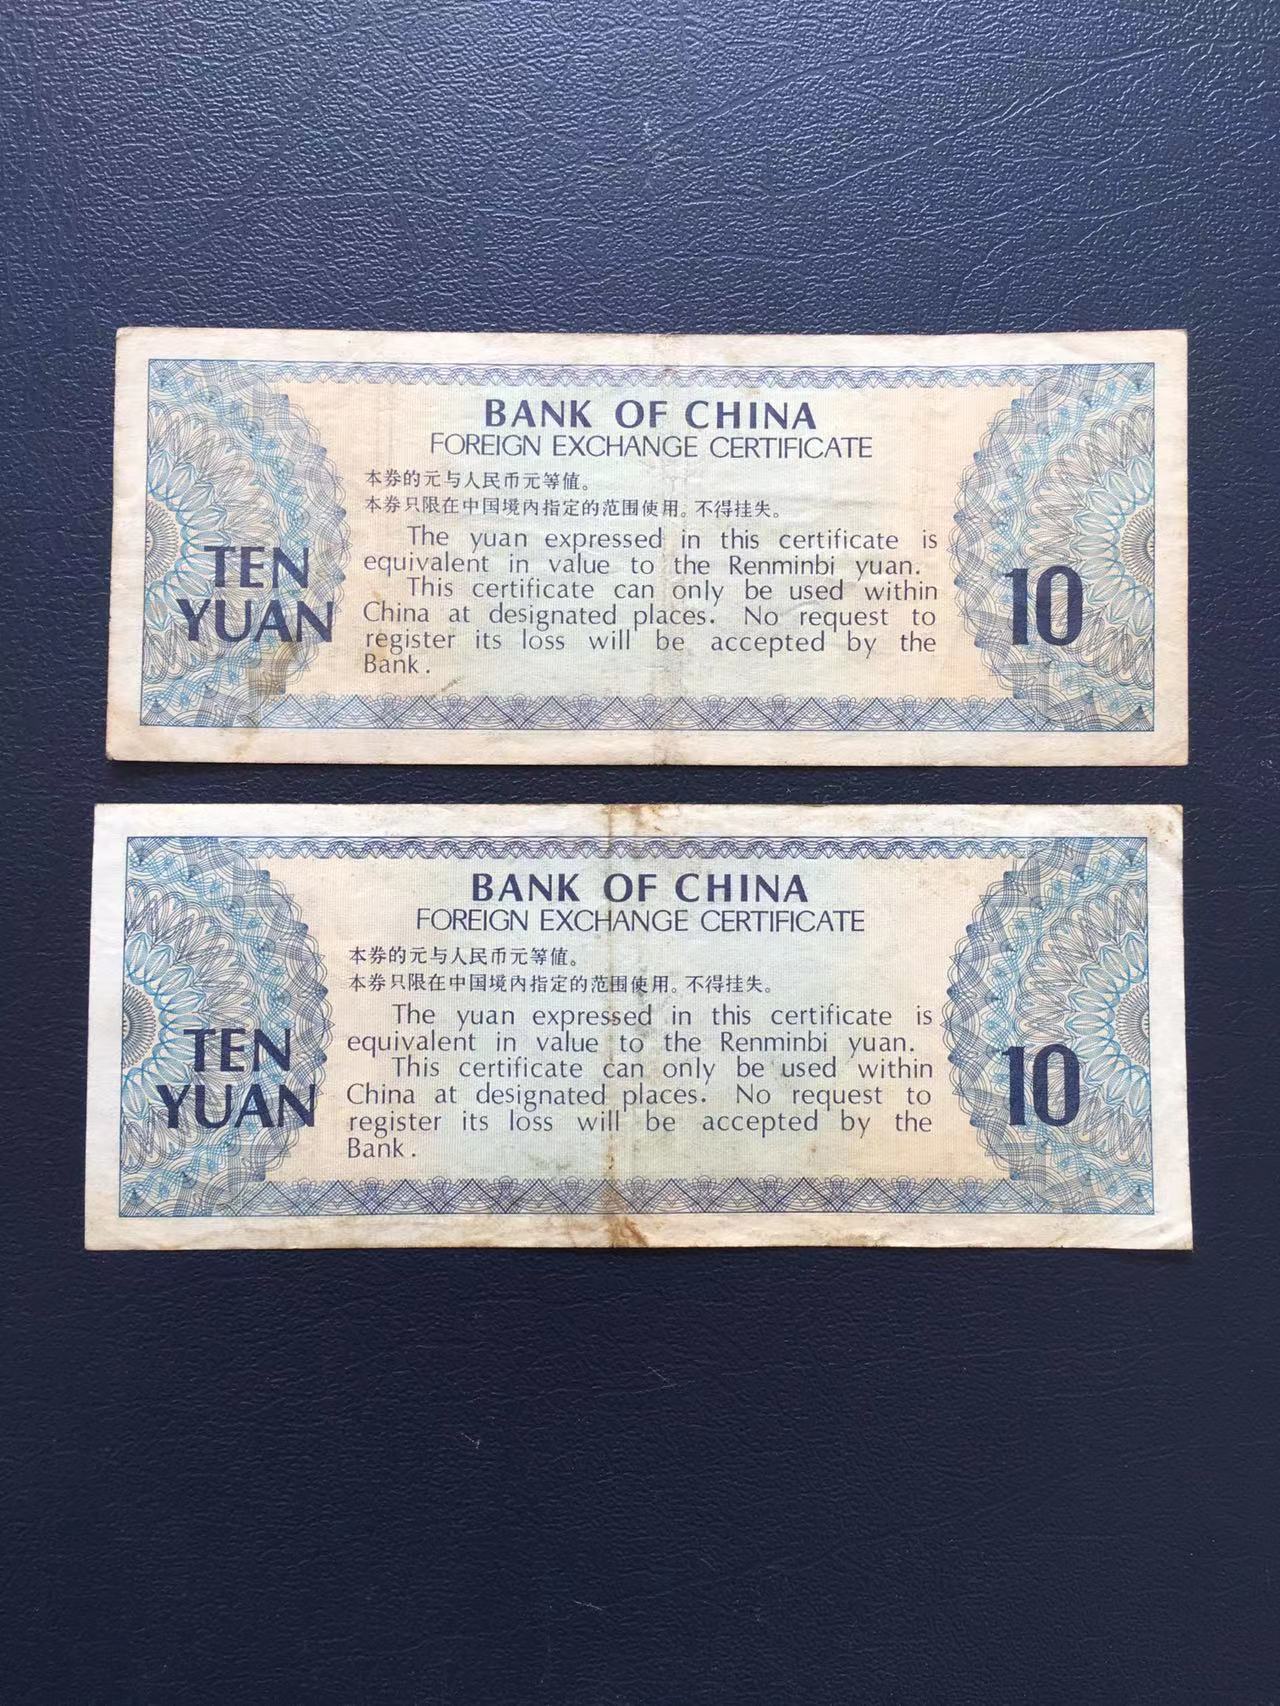 BANK OF CHINA
FOREIGN EXCHANGE CERTIFICATE
本券的元与人民币元等值。
本券只限在中国境内指定的范围使用。不得挂失。
The yuan expressed in this certificate is
equivalent in value to the Renminbi yuan.
This certificate can only be used within
China at designated places. No request to
register its loss will be accepted by the
Bank.
TEN
YUAN
10
BANK OF CHINA
FOREIGN EXCHANGE CERTIFICATE
本券的元与人民币元等值。
本券只限在中国境内指定的范围使用。不得挂失。
The yuan expressed in this certificate is
equivalent in value to the Renminbi yuan.
This certificate can only be used within
China at designated places. No request to
register its loss will be accepted by the
Bank.
TEN
YUAN
10